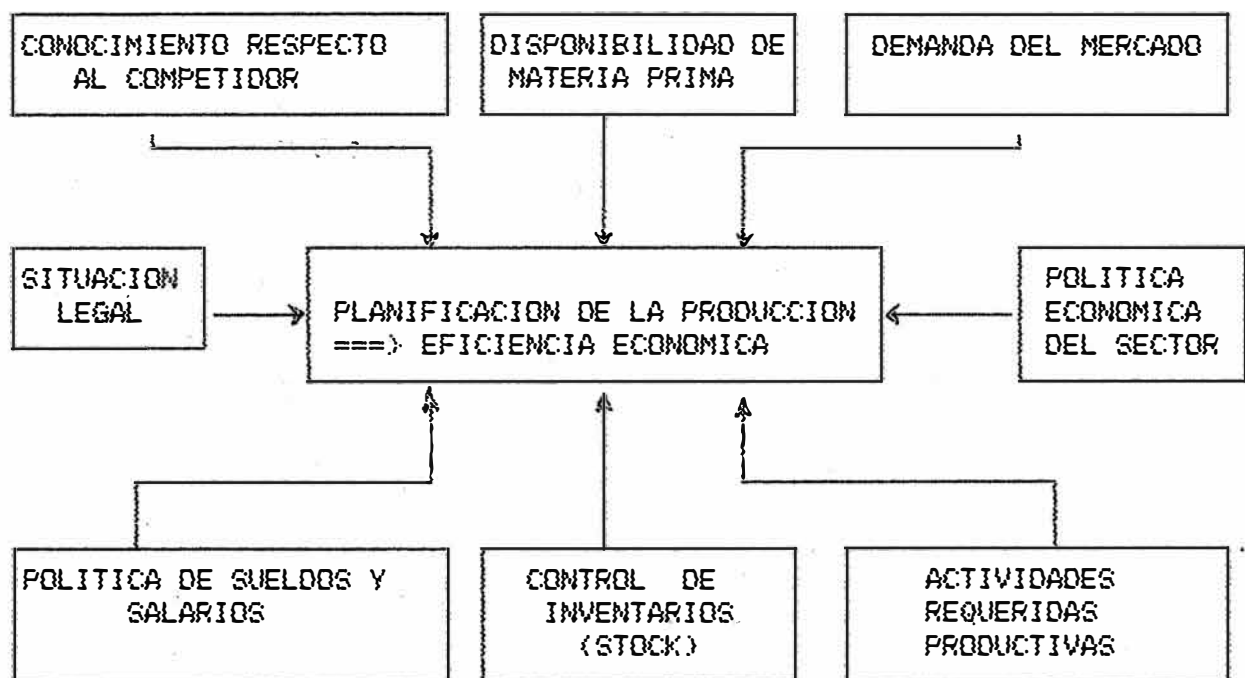 CONOCIMIENTO RESPECTO
AL COMPETIDOR
DISPONIBILIDAD DE
MATERIA PRIMA
DEMANDA DEL MERCADO
SITUACION
LEGAL
PLANIFICACION DE LA PRODUCCION
===> EFICIENCIA ECONOMICA
POLITICA
ECONOMICA
DEL SECTOR
POLITICA DE SUELDOS Y
SALARIOS
CONTROL DE
INVENTARIOS
(STOCK)
ACTIVIDADES
REQUERIDAS
PRODUCTIVAS